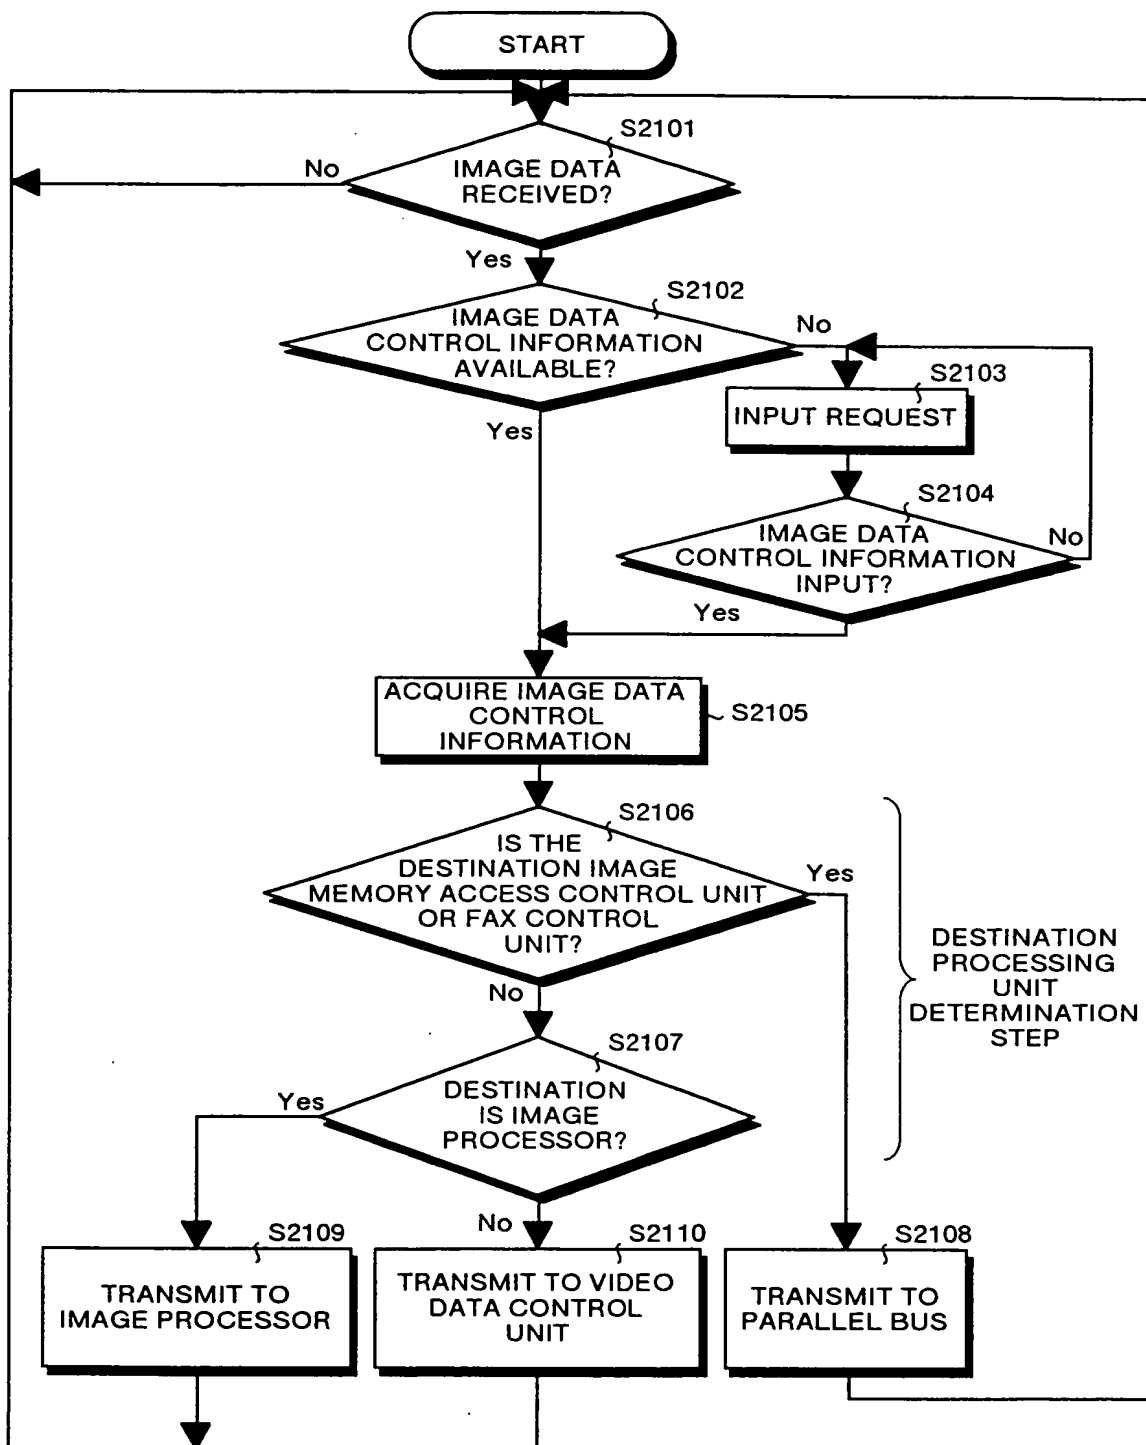 START
S2101
No
IMAGE DATA
RECEIVED?
Yes
S2102
IMAGE DATA
CONTROL INFORMATION
AVAILABLE?
No
Yes
S2103
INPUT REQUEST
S2104
IMAGE DATA
CONTROL INFORMATION
INPUT?
No
Yes
ACQUIRE IMAGE DATA
CONTROL
INFORMATION
S2105
S2106
IS THE
DESTINATION IMAGE
MEMORY ACCESS CONTROL UNIT
OR FAX CONTROL
UNIT?
Yes
No
DESTINATION
PROCESSING
UNIT
DETERMINATION
STEP
S2107
DESTINATION
IS IMAGE
PROCESSOR?
Yes
No
S2109
TRANSMIT TO
IMAGE PROCESSOR
S2110
TRANSMIT TO VIDEO
DATA CONTROL
UNIT
S2108
TRANSMIT TO
PARALLEL BUS